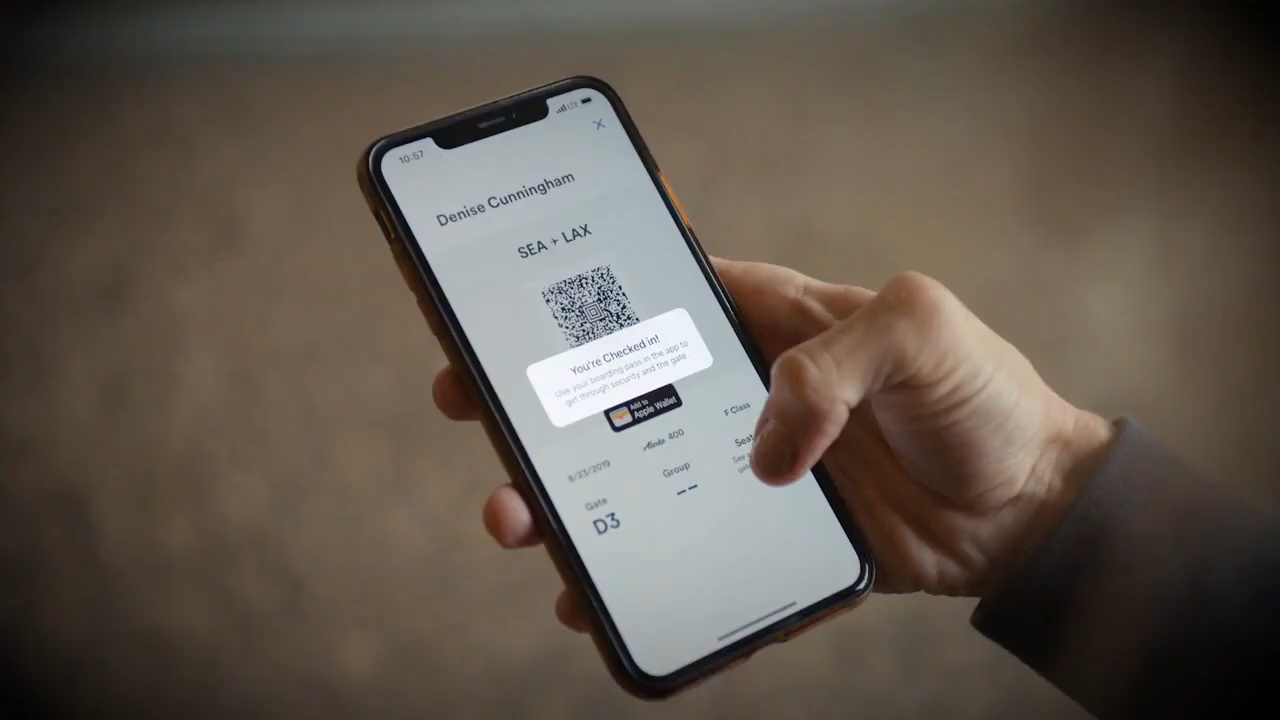 10:57
LTE
Denise Cunningham
SEA → LAX
You're Checked in!
Use your boarding pass in the app to
get through security and the gate.
Add to
Apple Wallet
8/23/2019
Alaska 400
F Class
Gate
Group
Seat
D3
--
See